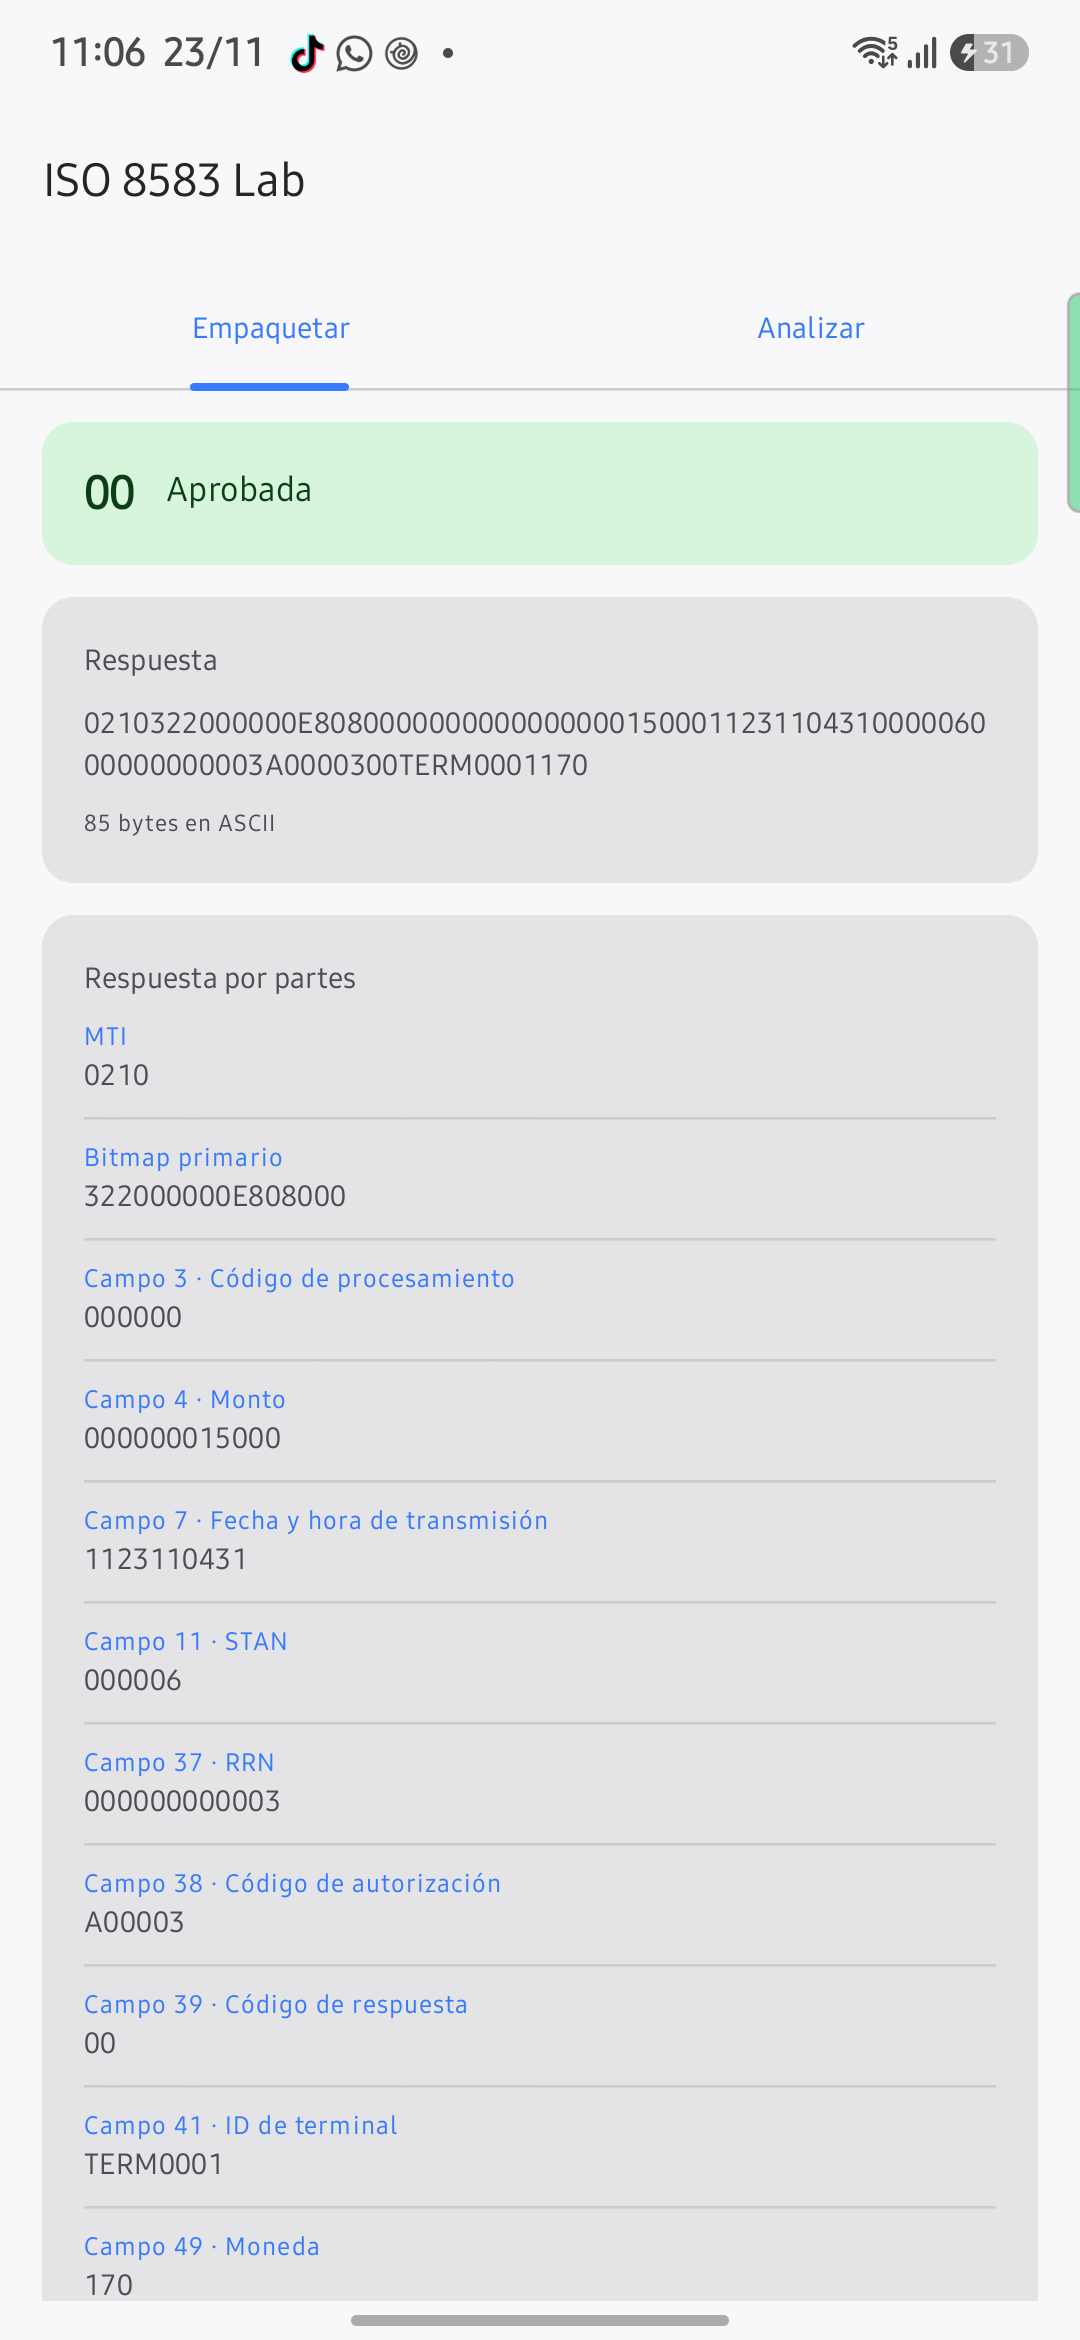 11:06 23/11
5
31
ISO 8583 Lab
Empaquetar
Analizar
00 Aprobada
Respuesta
0210322000000E80800000000000000001500011231104310000060
00000000003A0000300TERM0001170
85 bytes en ASCII
Respuesta por partes
MTI
0210
Bitmap primario
322000000E808000
Campo 3 · Código de procesamiento
000000
Campo 4 · Monto
000000015000
Campo 7 · Fecha y hora de transmisión
1123110431
Campo 11 · STAN
000006
Campo 37 · RRN
000000000003
Campo 38 · Código de autorización
A00003
Campo 39 · Código de respuesta
00
Campo 41 · ID de terminal
TERM0001
Campo 49 · Moneda
170